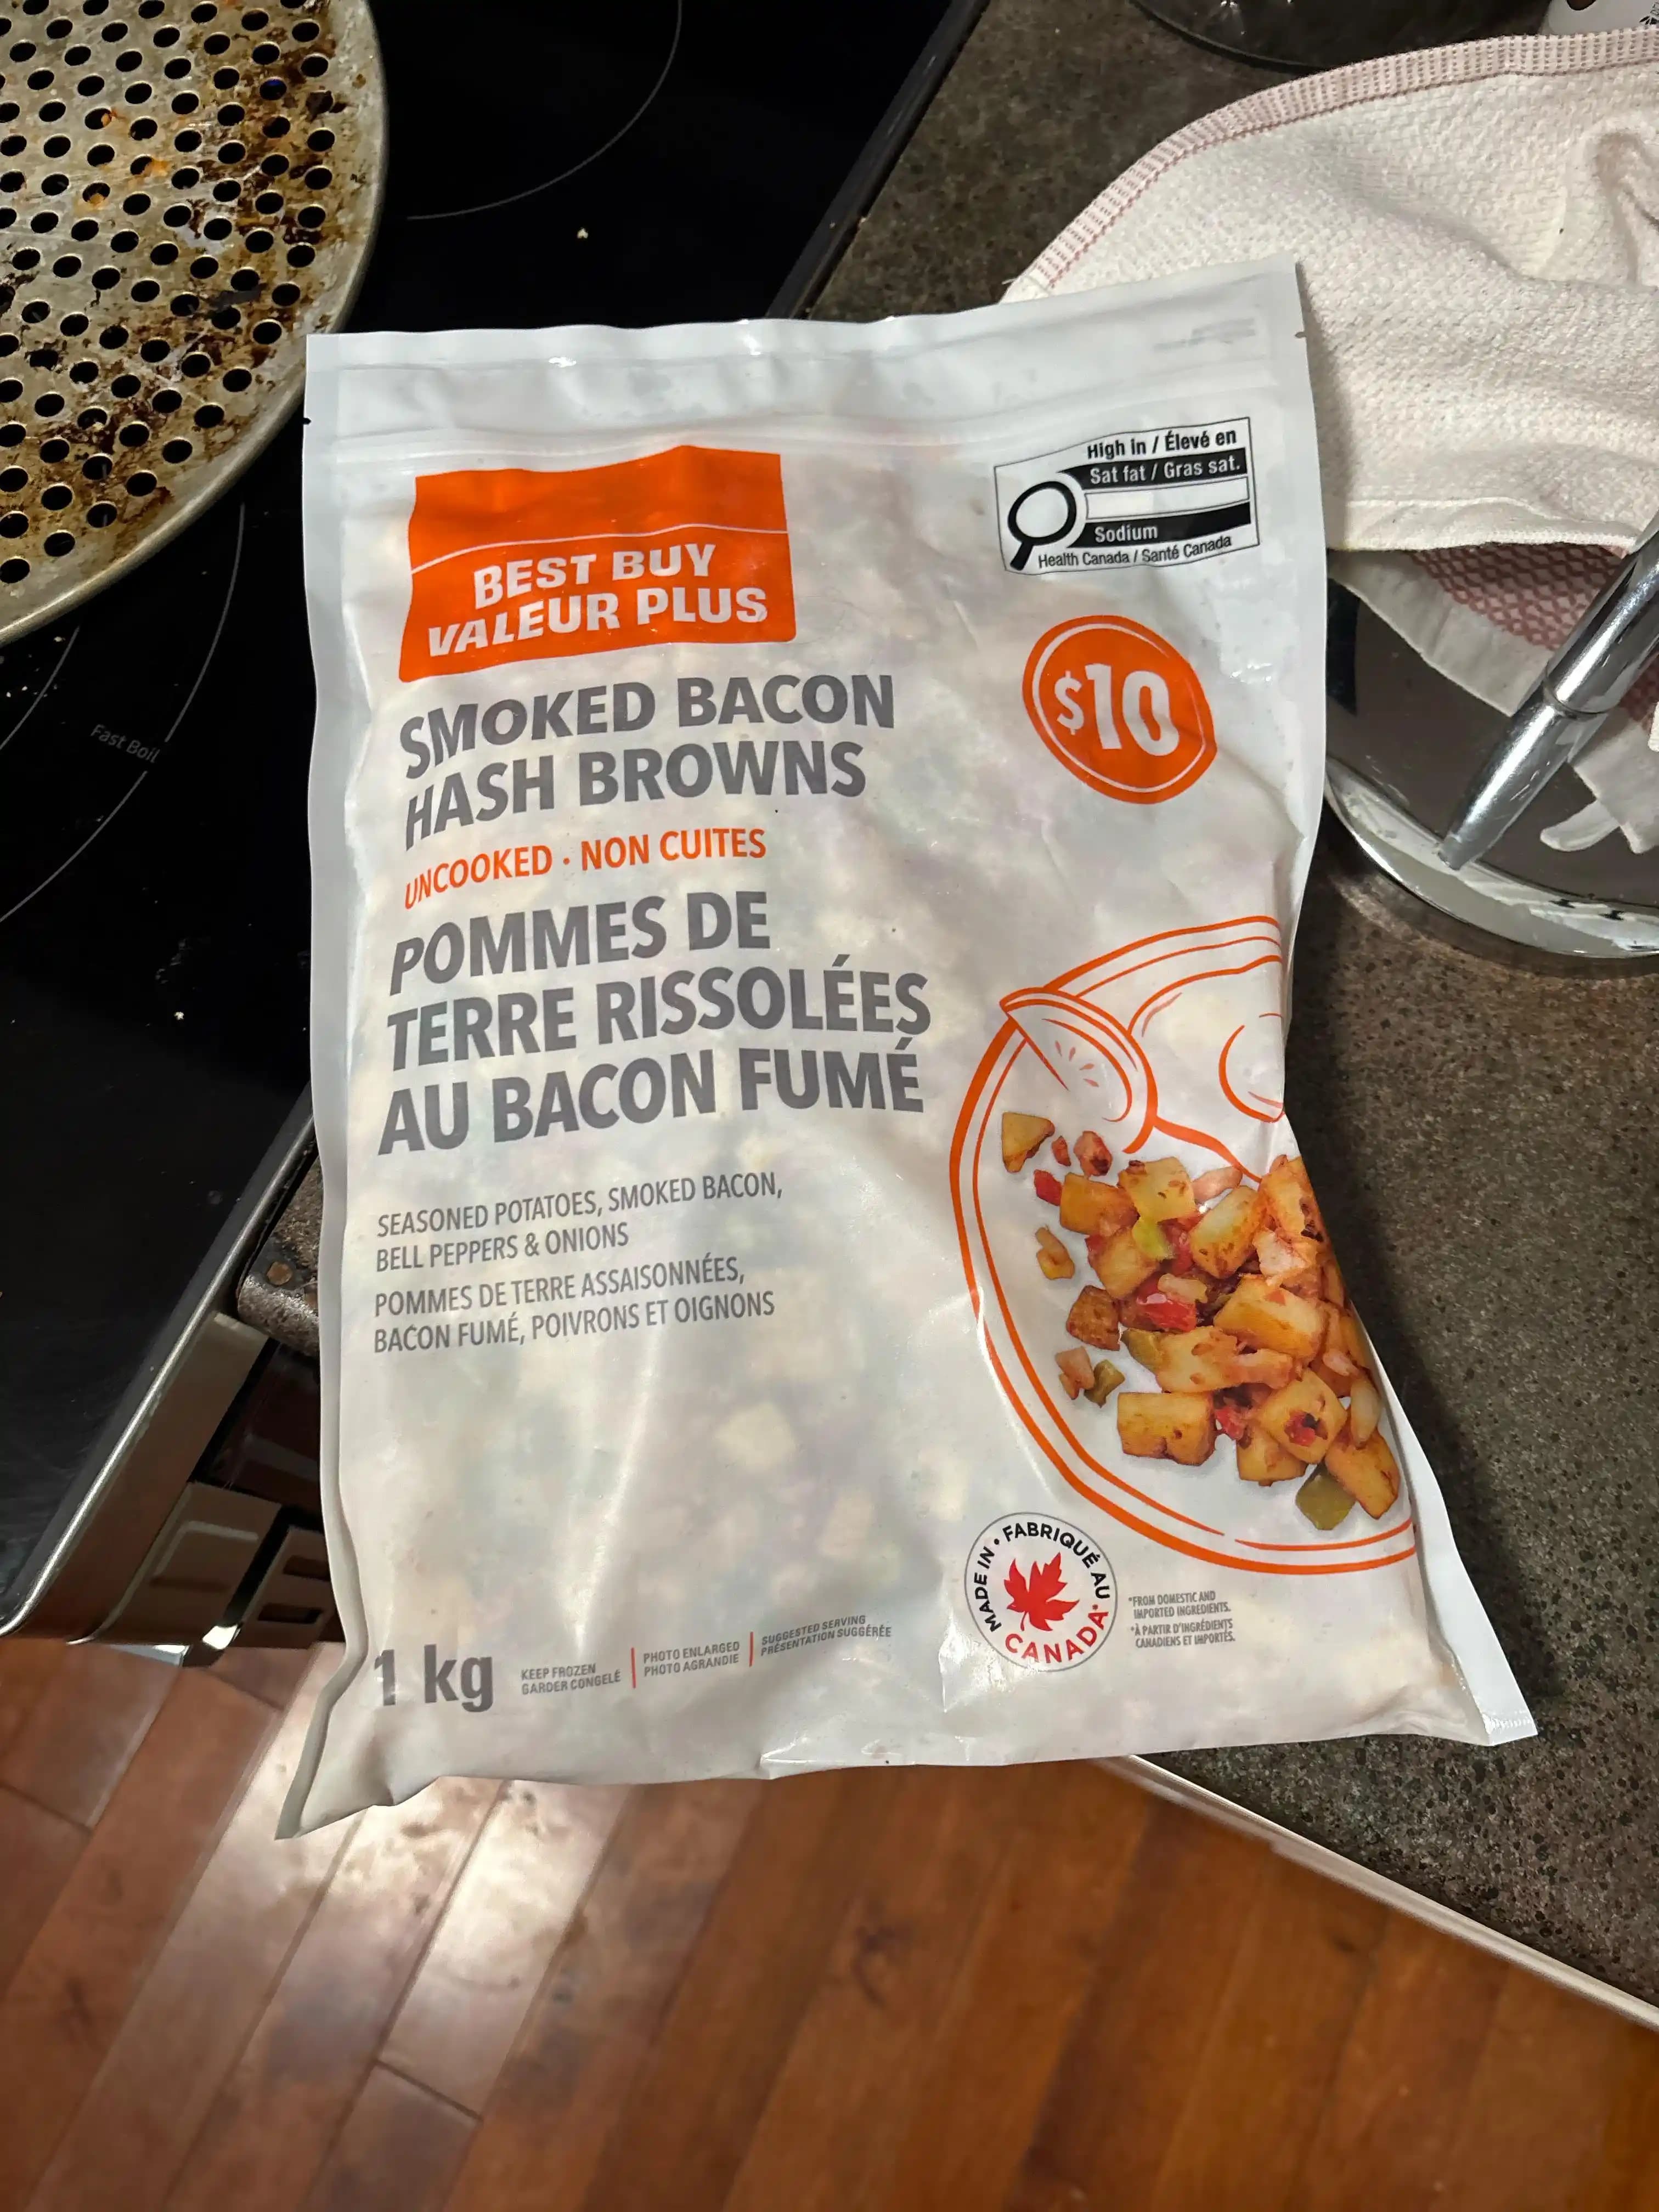 High in / Élevé en
Sat fat / Gras sat.
Sodium
Health Canada / Santé Canada
BEST BUY
VALEUR PLUS
$10
SMOKED BACON
HASH BROWNS
UNCOOKED · NON CUITES
POMMES DE
TERRE RISSOLÉES
AU BACON FUMÉ
Fast Boil
SEASONED POTATOES, SMOKED BACON,
BELL PEPPERS & ONIONS
POMMES DE TERRE ASSAISONNÉES,
BACON FUMÉ, POIVRONS ET OIGNONS
1 kg
KEEP FROZEN
GARDER CONGELÉ
PHOTO ENLARGED
PHOTO AGRANDIE
SUGGESTED SERVING
PRÉSENTATION SUGGÉRÉE
MADE IN • FABRIQUÉ AU
CANADA*
*FROM DOMESTIC AND
IMPORTED INGREDIENTS.
*À PARTIR D'INGRÉDIENTS
CANADIENS ET IMPORTÉS.